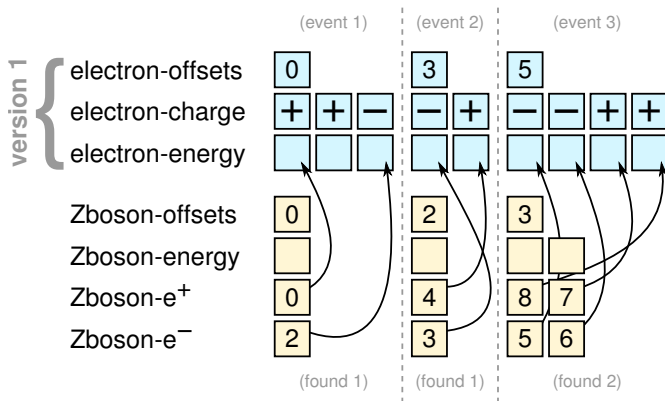 (event 1) (event 2) (event 3)
version 1
electron-offsets 0 3 5
electron-charge + + − − + − − + +
electron-energy
Zboson-offsets 0 2 3
Zboson-energy
Zboson-e⁺ 0 4 8 7
Zboson-e⁻ 2 3 5 6
(found 1) (found 1) (found 2)